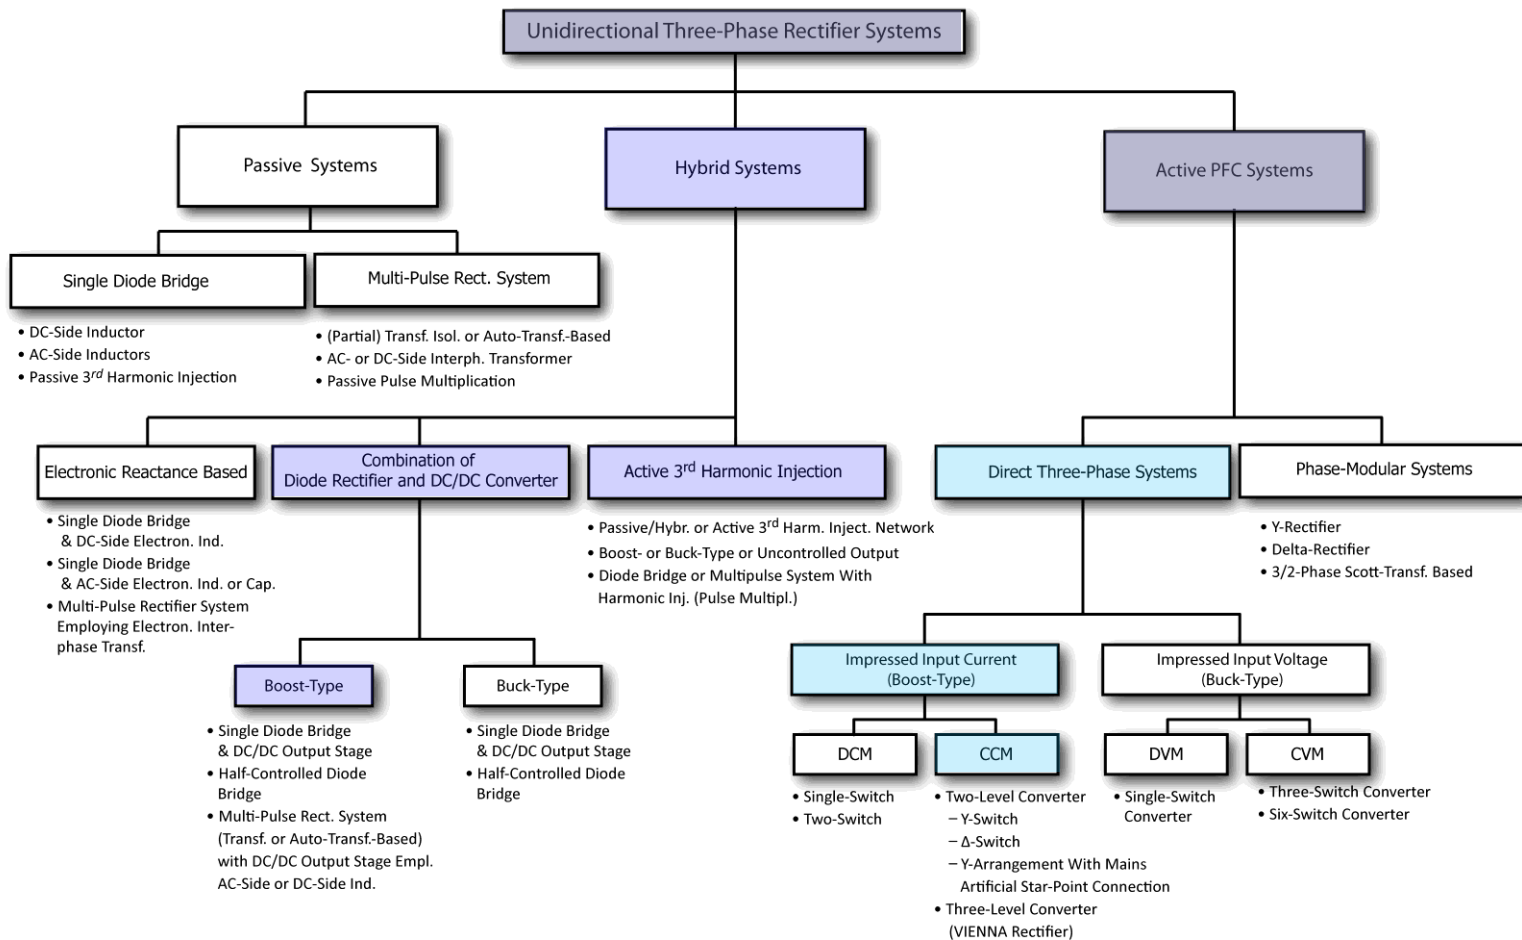 Unidirectional Three-Phase Rectifier Systems
Passive Systems
Hybrid Systems
Active PFC Systems
Single Diode Bridge
Multi-Pulse Rect. System
• DC-Side Inductor
• AC-Side Inductors
• Passive 3rd Harmonic Injection
• (Partial) Transf. Isol. or Auto-Transf.-Based
• AC- or DC-Side Interph. Transformer
• Passive Pulse Multiplication
Electronic Reactance Based
Combination of
Diode Rectifier and DC/DC Converter
Active 3rd Harmonic Injection
Direct Three-Phase Systems
Phase-Modular Systems
• Single Diode Bridge
& DC-Side Electron. Ind.
• Single Diode Bridge
& AC-Side Electron. Ind. or Cap.
• Multi-Pulse Rectifier System
Employing Electron. Inter-
phase Transf.
• Passive/Hybr. or Active 3rd Harm. Inject. Network
• Boost- or Buck-Type or Uncontrolled Output
• Diode Bridge or Multipulse System With
Harmonic Inj. (Pulse Multipl.)
• Y-Rectifier
• Delta-Rectifier
• 3/2-Phase Scott-Transf. Based
Boost-Type
Buck-Type
• Single Diode Bridge
& DC/DC Output Stage
• Half-Controlled Diode
Bridge
• Multi-Pulse Rect. System
(Transf. or Auto-Transf.-Based)
with DC/DC Output Stage Empl.
AC-Side or DC-Side Ind.
• Single Diode Bridge
& DC/DC Output Stage
• Half-Controlled Diode
Bridge
Impressed Input Current
(Boost-Type)
Impressed Input Voltage
(Buck-Type)
DCM
CCM
DVM
CVM
• Single-Switch
• Two-Switch
• Two-Level Converter
– Y-Switch
– Δ-Switch
– Y-Arrangement With Mains
Artificial Star-Point Connection
• Three-Level Converter
(VIENNA Rectifier)
• Single-Switch
Converter
• Three-Switch Converter
• Six-Switch Converter